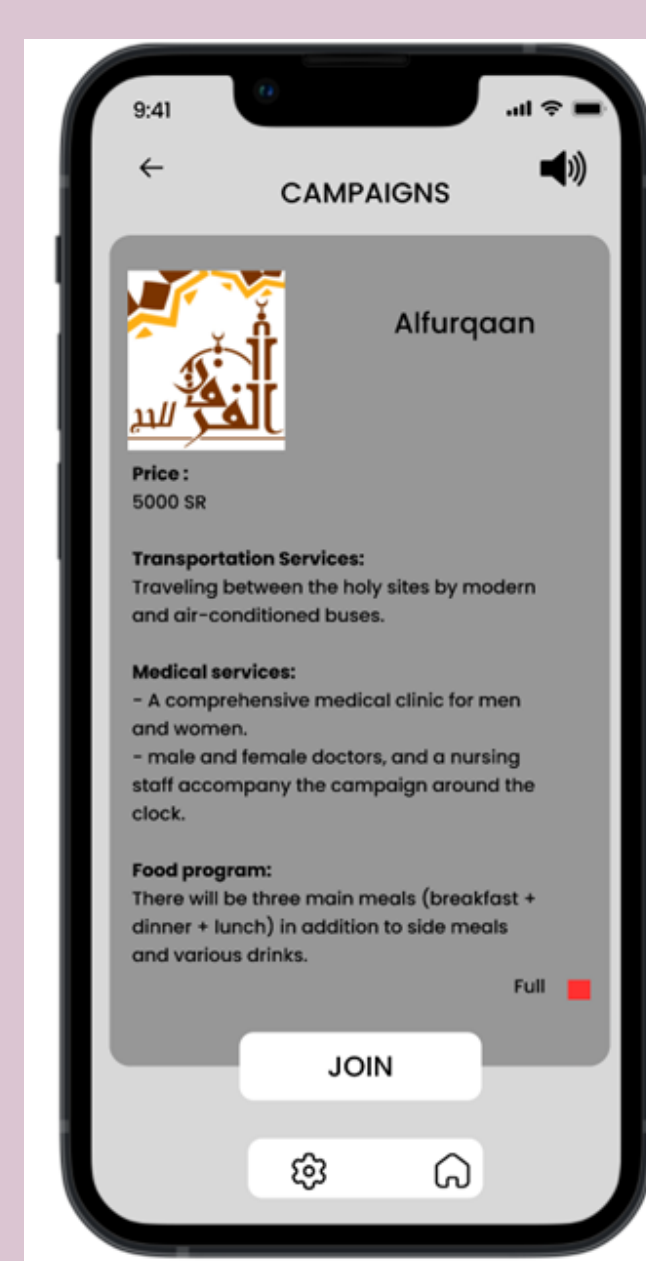 9:41
CAMPAIGNS
Alfurqaan
الفرقان
للحج
Price :
5000 SR
Transportation Services:
Traveling between the holy sites by modern
and air-conditioned buses.
Medical services:
- A comprehensive medical clinic for men
and women.
- male and female doctors, and a nursing
staff accompany the campaign around the
clock.
Food program:
There will be three main meals (breakfast +
dinner + lunch) in addition to side meals
and various drinks.
Full
JOIN